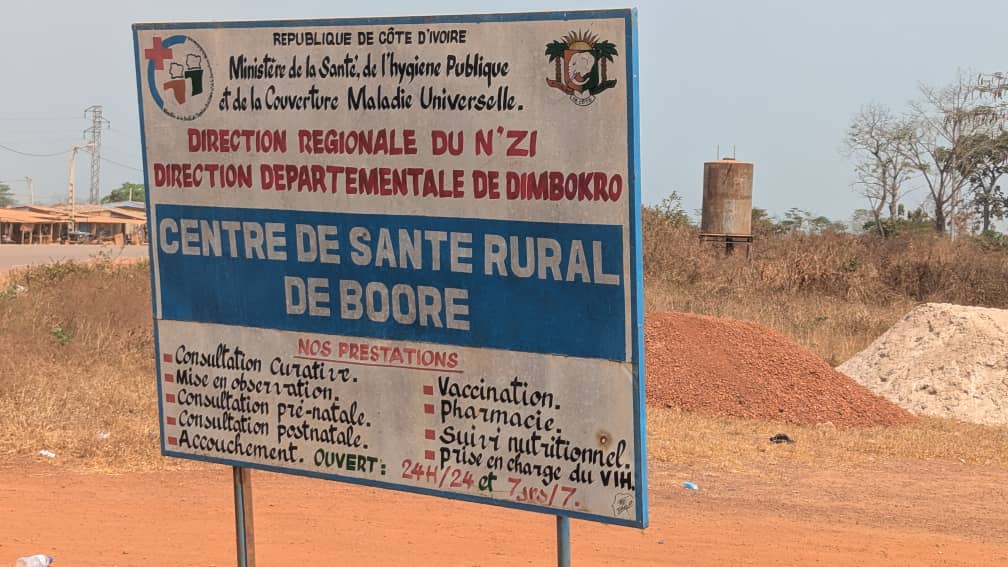 REPUBLIQUE DE CÔTE D'IVOIRE
Ministère de la Santé, de l'hygiene Publique
et de la Couverture Maladie Universelle.
DIRECTION REGIONALE DU N'ZI
DIRECTION DEPARTEMENTALE DE DIMBOKRO
CENTRE DE SANTE RURAL
DE BOORE
NOS PRESTATIONS
Consultation Curative.
Mise en observation.
Consultation pré-natale.
Consultation postnatale.
Accouchement.
Vaccination.
Pharmacie.
Suivi nutritionnel.
Prise en charge du VIH.
OUVERT: 24H/24 et 7jrs/7.